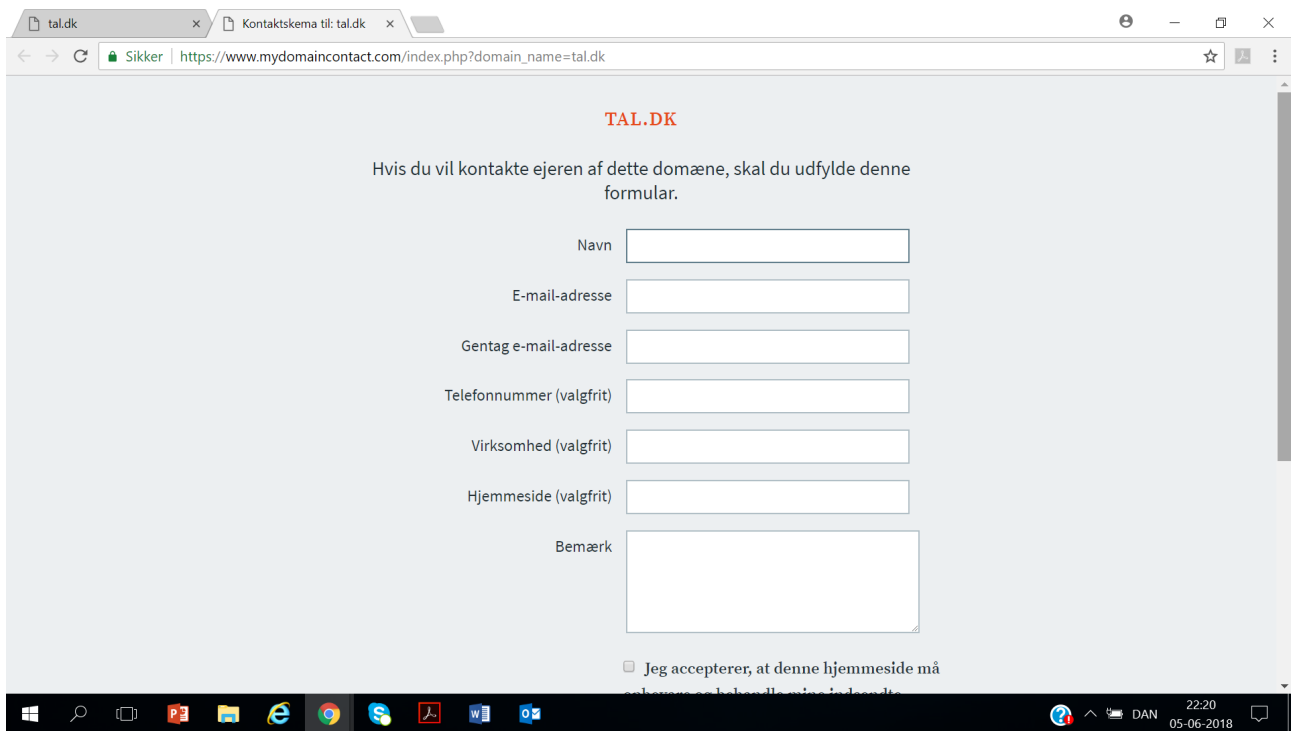 tal.dk
Kontaktskema til: tal.dk
Sikker
https://www.mydomaincontact.com/index.php?domain_name=tal.dk
TAL.DK
Hvis du vil kontakte ejeren af dette domæne, skal du udfylde denne
formular.
Navn
E-mail-adresse
Gentag e-mail-adresse
Telefonnummer (valgfrit)
Virksomhed (valgfrit)
Hjemmeside (valgfrit)
Bemærk
Jeg accepterer, at denne hjemmeside må
DAN
22:20
05-06-2018